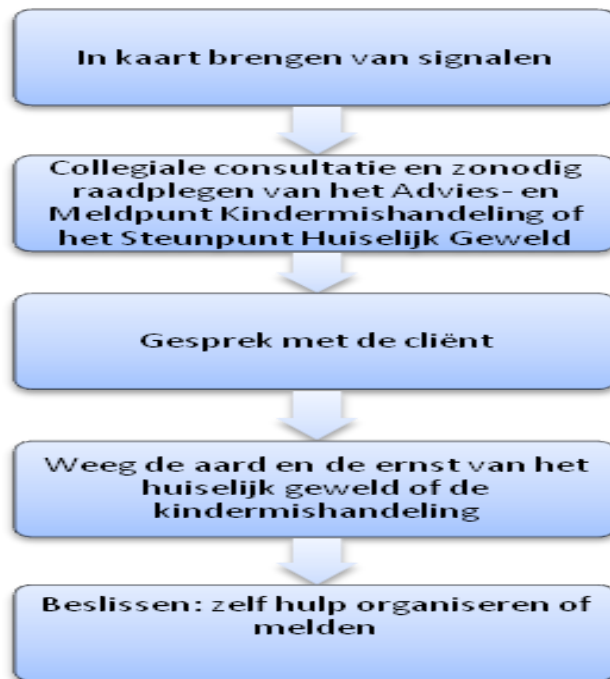 In kaart brengen van signalen
Collegiale consultatie en zonodig
raadplegen van het Advies- en
Meldpunt Kindermishandeling of
het Steunpunt Huiselijk Geweld
Gesprek met de cliënt
Weeg de aard en de ernst van het
huiselijk geweld of de
kindermishandeling
Beslissen: zelf hulp organiseren of
melden